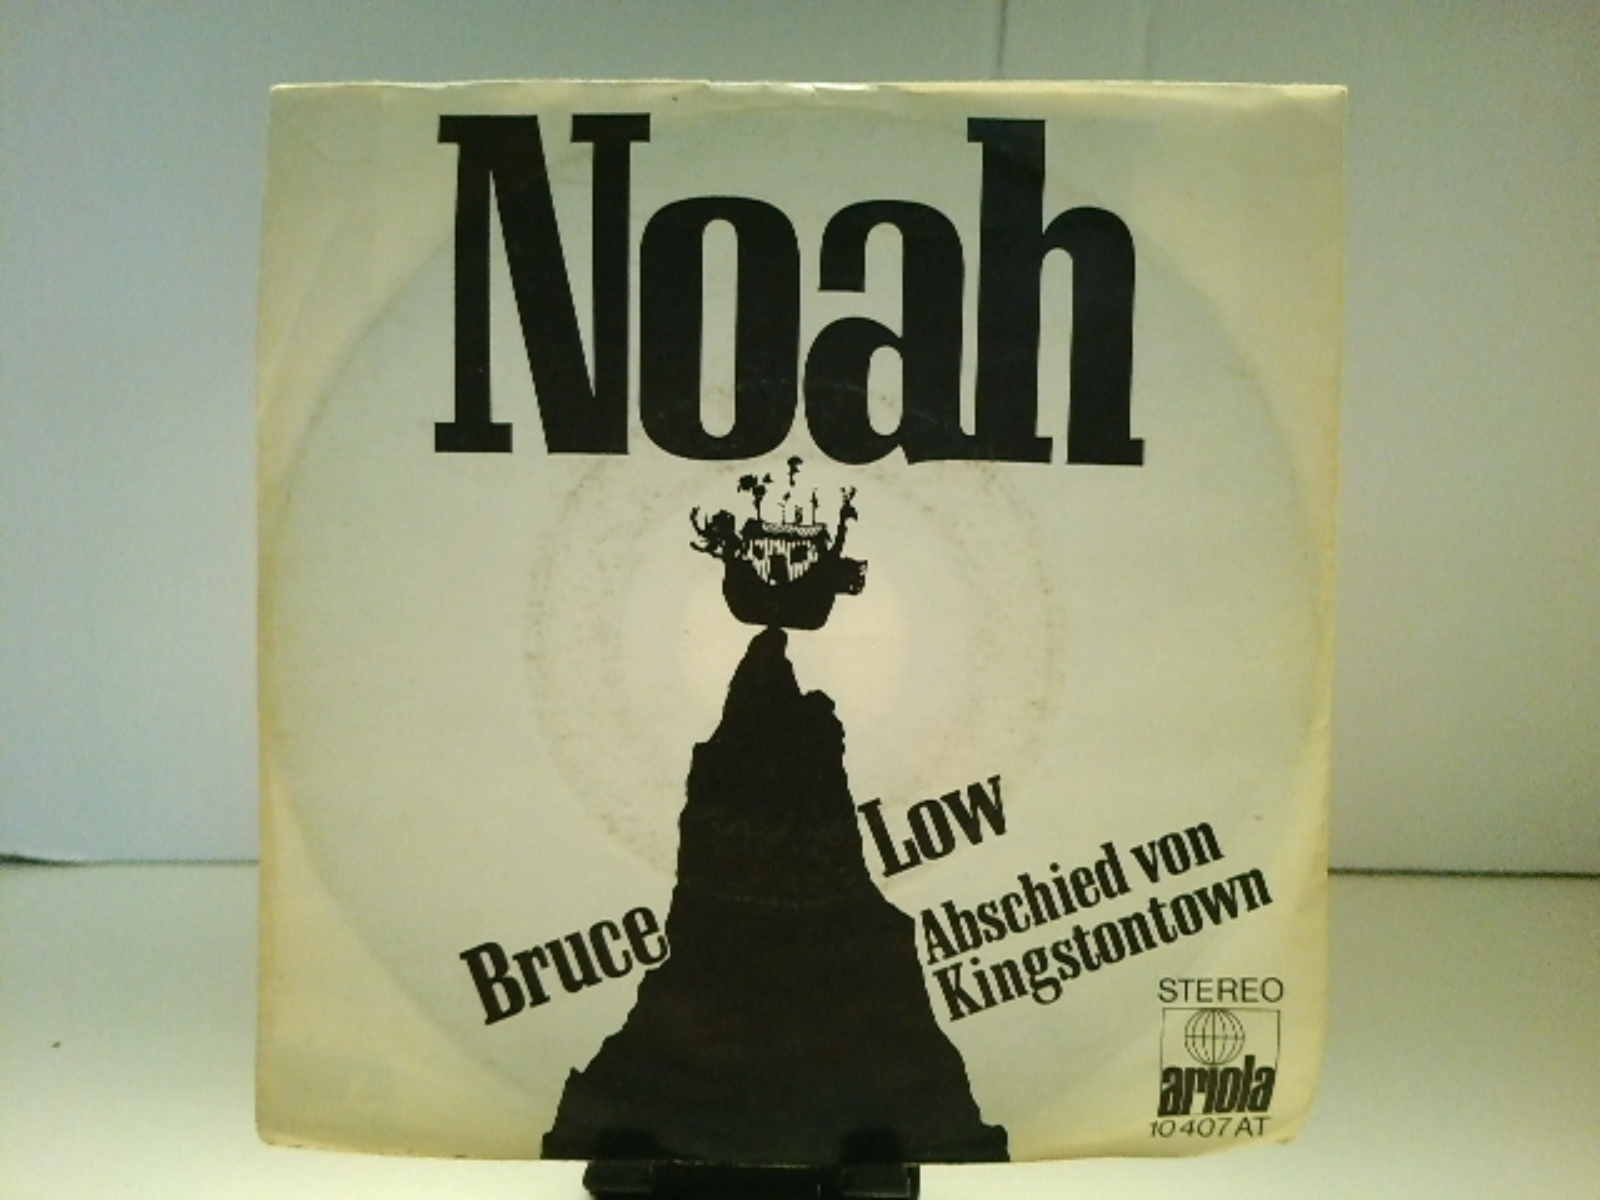 Noah
Bruce Low
Abschied von
Kingstontown
STEREO
ariola
10 407 AT